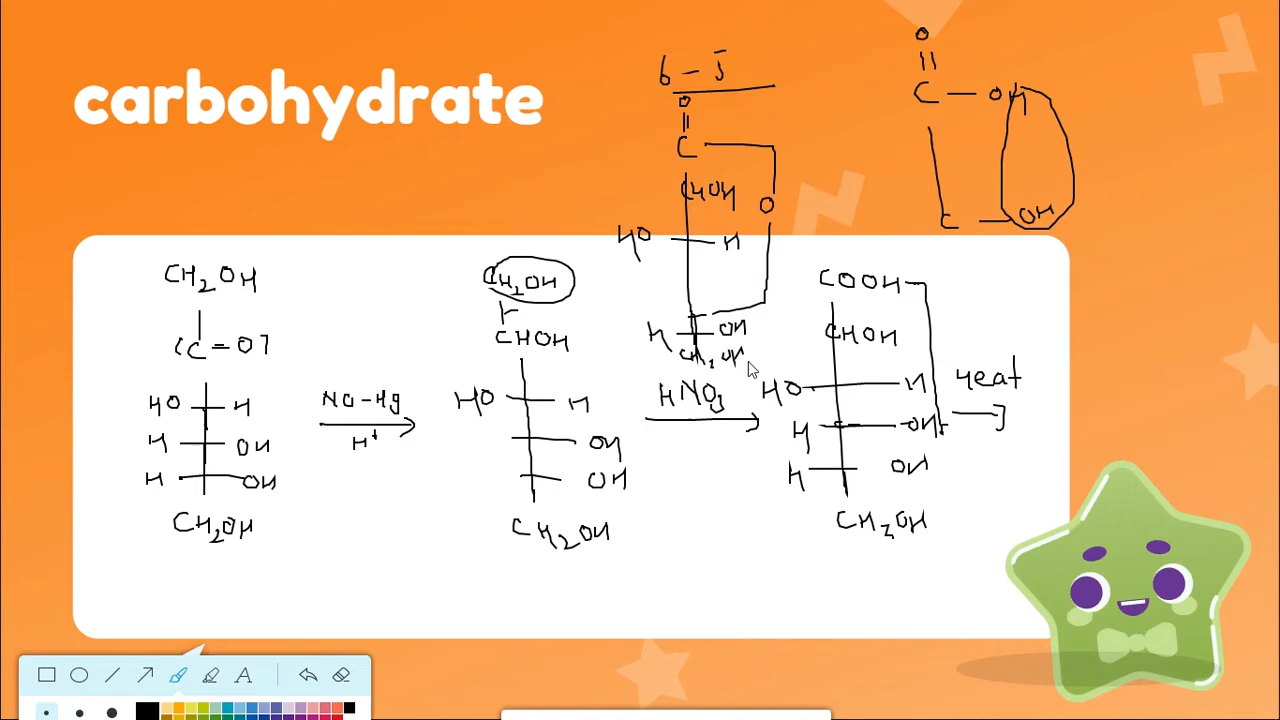 carbohydrate
6 - 5
O
C
CHOH
O
HO H
H OH
CH2OH
O
C - OH
C - OH
CH2OH
C = O
HO H
H OH
H OH
CH2OH
Na-Hg
H+
CH2OH
CHOH
HO H
OH
OH
CH2OH
HNO3
COOH
CHOH
HO H
H OH
H OH
CH2OH
heat
A